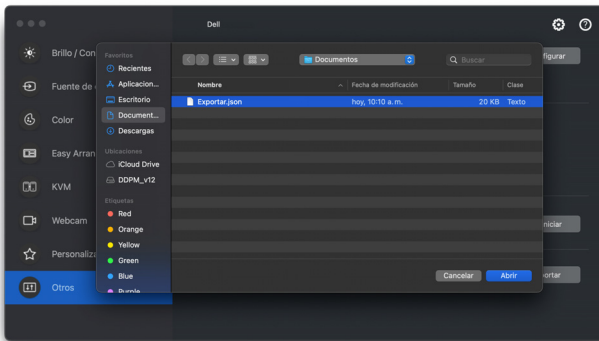 Dell
Brillo / Con
Fuente de
Color
Easy Arran
KVM
Webcam
Personaliza
Otros
Favoritos
Recientes
Aplicacion...
Escritorio
Document...
Descargas
Ubicaciones
iCloud Drive
DDPM_v12
Etiquetas
Red
Orange
Yellow
Green
Blue
Purple
Documentos
Buscar
Nombre Fecha de modificación Tamaño Clase
Exportar.json hoy, 10:10 a. m. 20 KB Texto
Cancelar Abrir
figurar
niciar
ortar